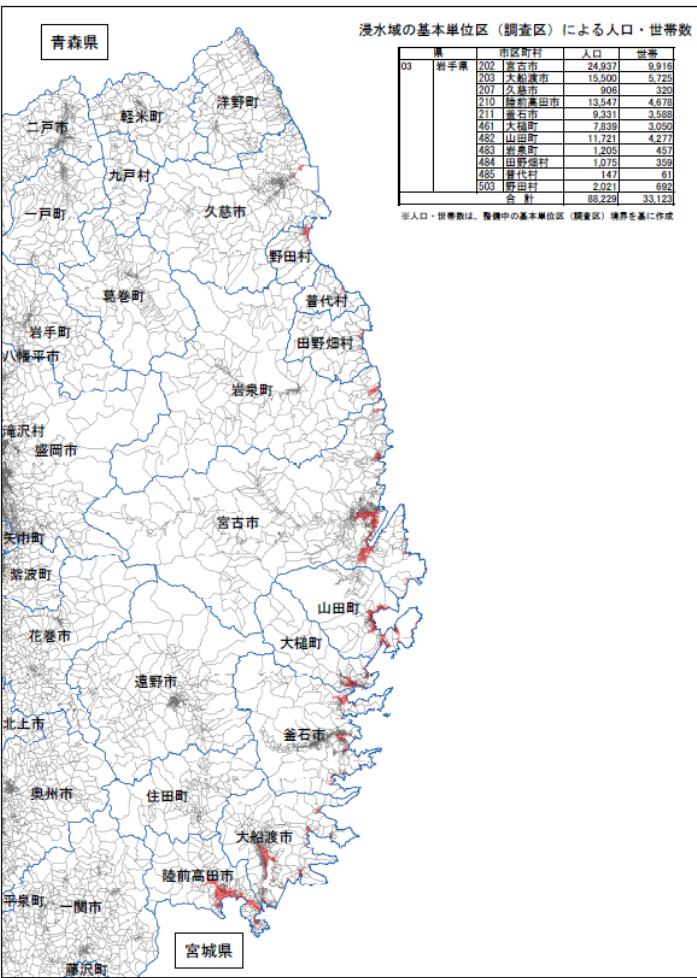 浸水域の基本単位区（調査区）による人口・世帯数
県 市区町村 人口 世帯
03 岩手県 202 宮古市 24,937 9,916
203 大船渡市 15,500 5,725
207 久慈市 906 320
210 陸前高田市 13,547 4,678
211 釜石市 9,331 3,588
461 大槌町 7,839 3,050
482 山田町 11,721 4,277
483 岩泉町 1,205 457
484 田野畑村 1,075 359
485 普代村 147 61
503 野田村 2,021 692
合 計 88,229 33,123
※人口・世帯数は、整備中の基本単位区（調査区）境界を基に作成
青森県
洋野町
軽米町
二戸市
九戸村
一戸町
久慈市
野田村
葛巻町
普代村
岩手町
田野畑村
八幡平市
岩泉町
滝沢村
盛岡市
宮古市
矢巾町
紫波町
山田町
花巻市
大槌町
遠野市
北上市
釜石市
奥州市
住田町
大船渡市
陸前高田市
平泉町
一関市
宮城県
藤沢町